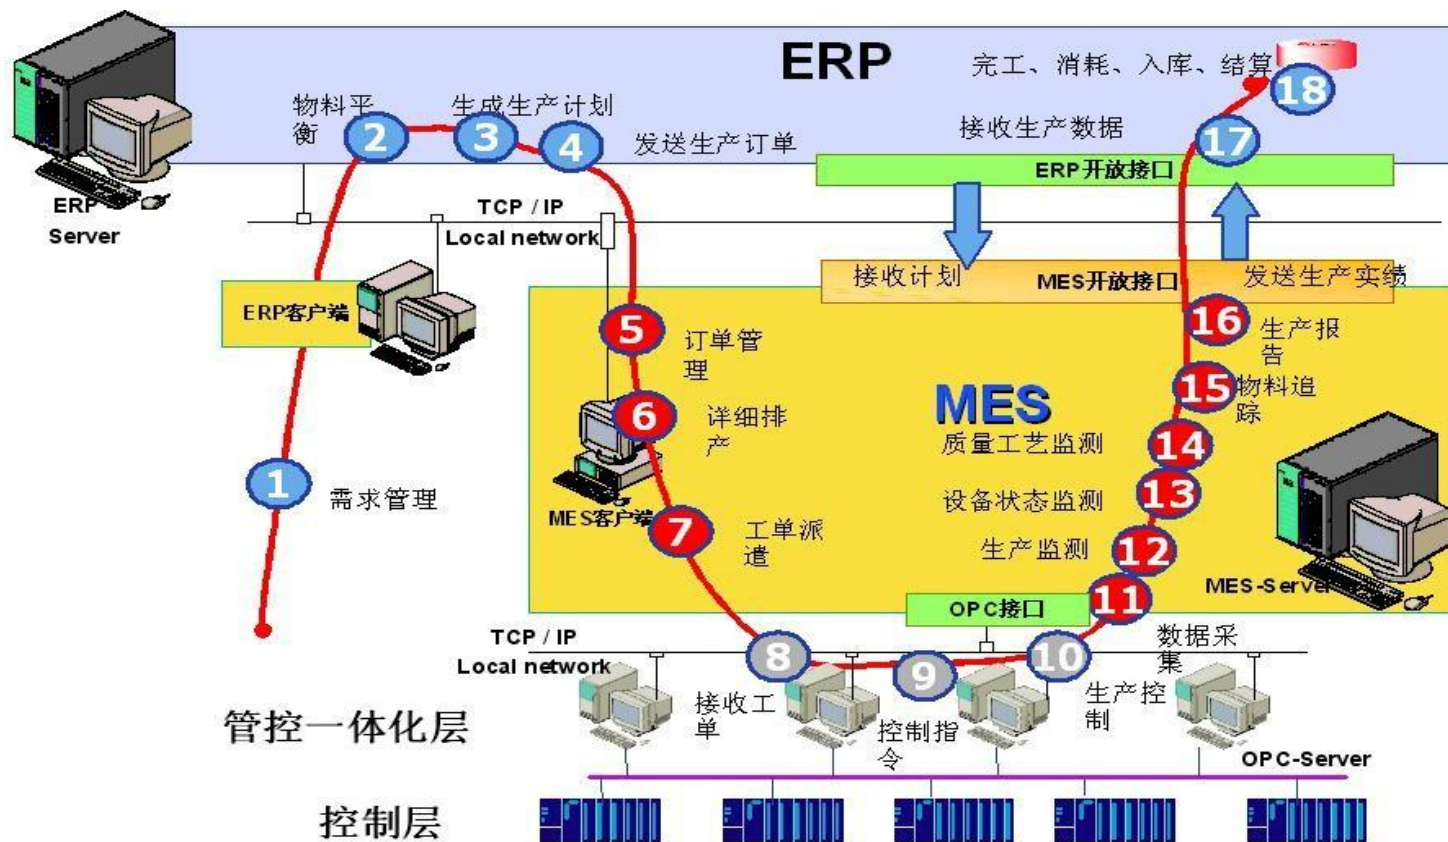 ERP
完工、消耗、入库、结算
18
物料平
衡
2
生成生产计划
3
4
发送生产订单
接收生产数据
17
ERP开放接口
ERP
Server
TCP / IP
Local network
接收计划
MES开放接口
发送生产实绩
ERP客户端
5
订单管
理
16
生产报
告
MES
15
物料追
踪
6
详细排
产
质量工艺监测
14
1
需求管理
设备状态监测
13
MES客户端
7
工单派
遣
生产监测
12
MES-Server
OPC接口
11
TCP / IP
Local network
8
9
10
数据采
集
接收工
单
控制指
令
生产控
制
管控一体化层
OPC-Server
控制层